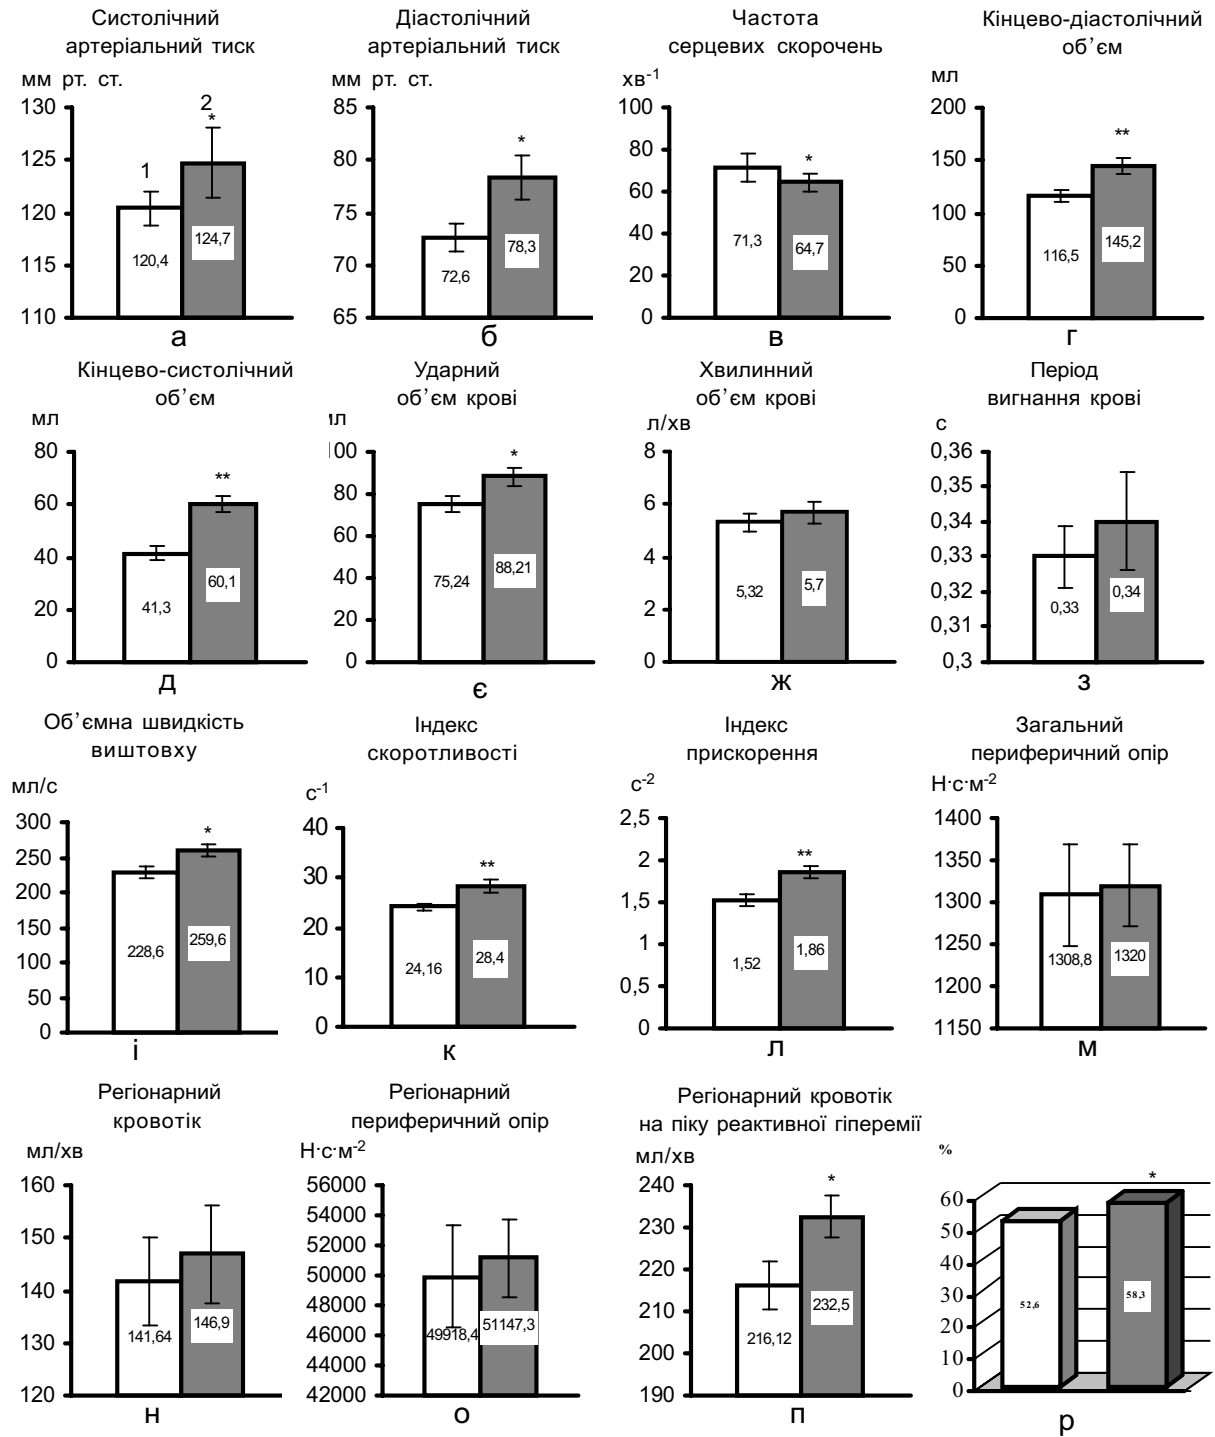 Систолічний
артеріальний тиск
мм рт. ст.
130
125
120
115
110
1
2
*
120,4
124,7
а
Діастолічний
артеріальний тиск
мм рт. ст.
85
80
75
70
65
*
72,6
78,3
б
Частота
серцевих скорочень
хв-1
100
80
60
40
20
0
*
71,3
64,7
в
Кінцево-діастолічний
об’єм
мл
200
150
100
50
0
**
116,5
145,2
г
Кінцево-систолічний
об’єм
мл
80
60
40
20
0
**
41,3
60,1
д
Ударний
об’єм крові
мл
100
80
60
40
20
0
*
75,24
88,21
є
Хвилинний
об’єм крові
л/хв
8
6
4
2
0
5,32
5,7
ж
Період
вигнання крові
с
0,36
0,35
0,34
0,33
0,32
0,31
0,3
0,33
0,34
з
Об’ємна швидкість
виштовху
мл/с
300
250
200
150
100
50
0
*
228,6
259,6
і
Індекс
скоротливості
с-1
40
30
20
10
0
**
24,16
28,4
к
Індекс
прискорення
с-2
2,5
2
1,5
1
0,5
0
**
1,52
1,86
л
Загальний
периферичний опір
Н·с·м-2
1400
1350
1300
1250
1200
1150
1308,8
1320
м
Регіонарний
кровотік
мл/хв
160
150
140
130
120
141,64
146,9
н
Регіонарний
периферичний опір
Н·с·м-2
56000
54000
52000
50000
48000
46000
44000
42000
49918,4
51147,3
о
Регіонарний кровотік
на піку реактивної гіперемії
мл/хв
240
230
220
210
200
190
*
216,12
232,5
п
%
60
50
40
30
20
10
0
*
52,6
58,3
р